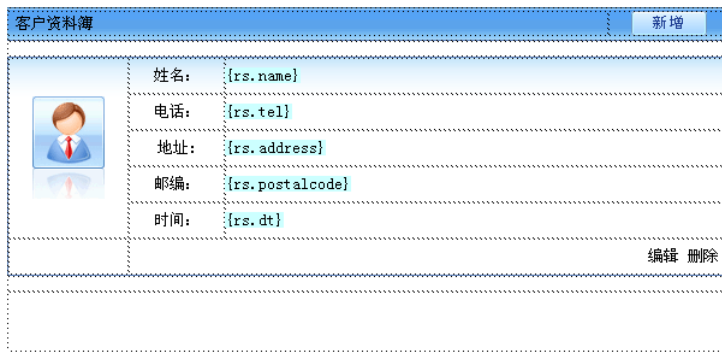 客户资料簿 新增
姓名： {rs.name}
电话： {rs.tel}
地址： {rs.address}
邮编： {rs.postalcode}
时间： {rs.dt}
编辑 删除